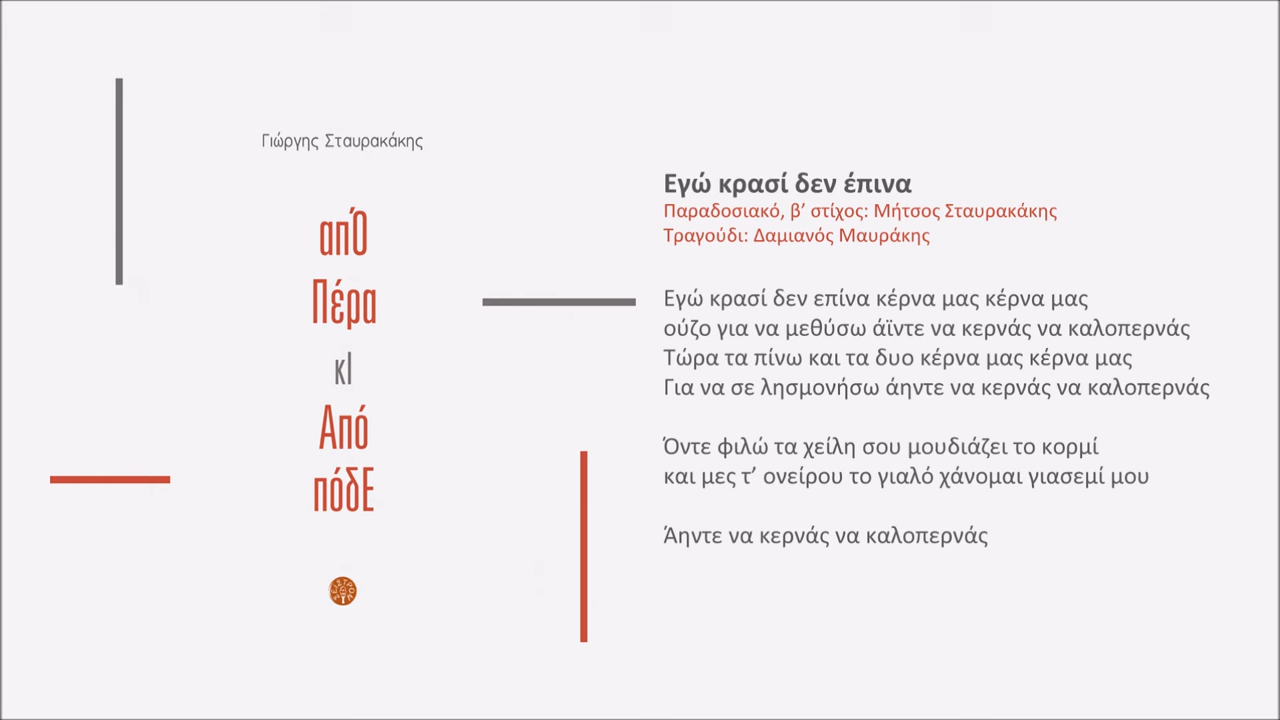 Γιώργης Σταυρακάκης
απΌ
Πέρα
κΙ
Από
πόδΕ
Εγώ κρασί δεν έπινα
Παραδοσιακό, β’ στίχος: Μήτσος Σταυρακάκης
Τραγούδι: Δαμιανός Μαυράκης
Εγώ κρασί δεν επίνα κέρνα μας κέρνα μας
ούζο για να μεθύσω άϊντε να κερνάς να καλοπερνάς
Τώρα τα πίνω και τα δυο κέρνα μας κέρνα μας
Για να σε λησμονήσω άηντε να κερνάς να καλοπερνάς
Όντε φιλώ τα χείλη σου μουδιάζει το κορμί
και μες τ’ ονείρου το γιαλό χάνομαι γιασεμί μου
Άηντε να κερνάς να καλοπερνάς